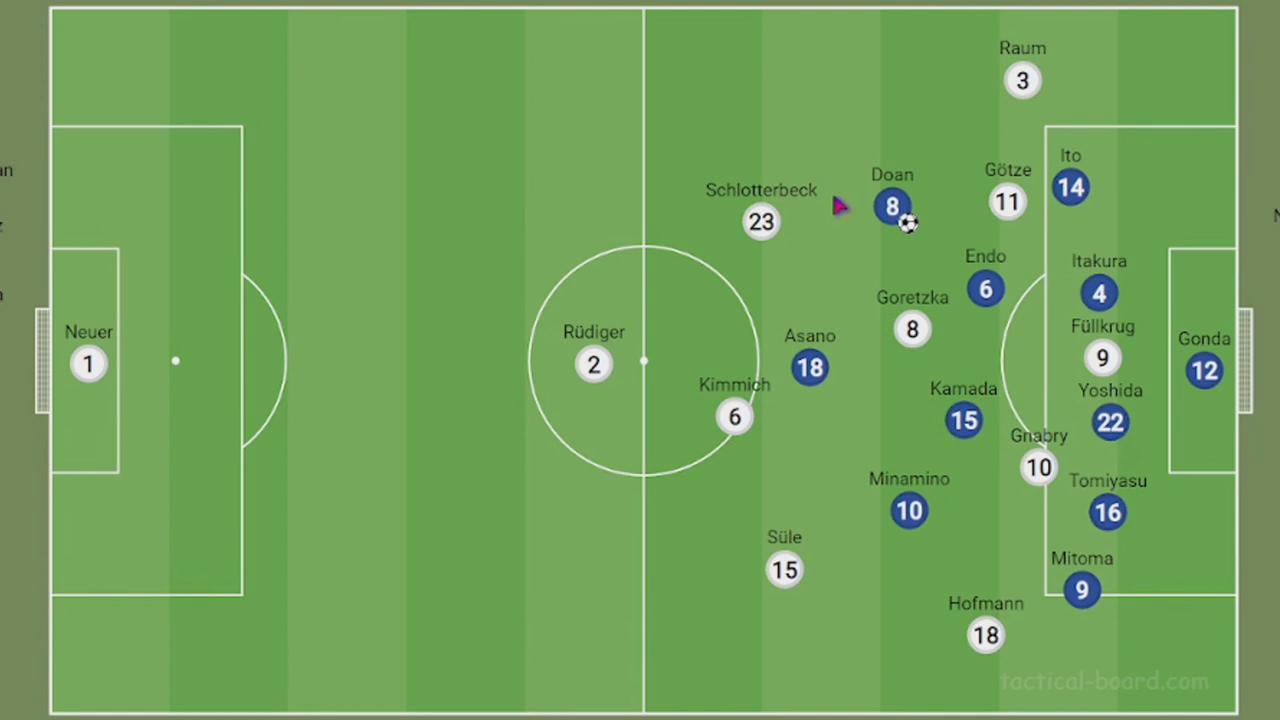 Raum
3
an
Ito
14
Götze
11
Doan
8
Schlotterbeck
23
z
N
Endo
6
Itakura
4
Goretzka
8
Füllkrug
9
Neuer
1
Rüdiger
2
Asano
18
Gonda
12
Kimmich
6
Kamada
15
Yoshida
22
Gnabry
10
Minamino
10
Tomiyasu
16
Süle
15
Mitoma
9
Hofmann
18
tactical-board.com